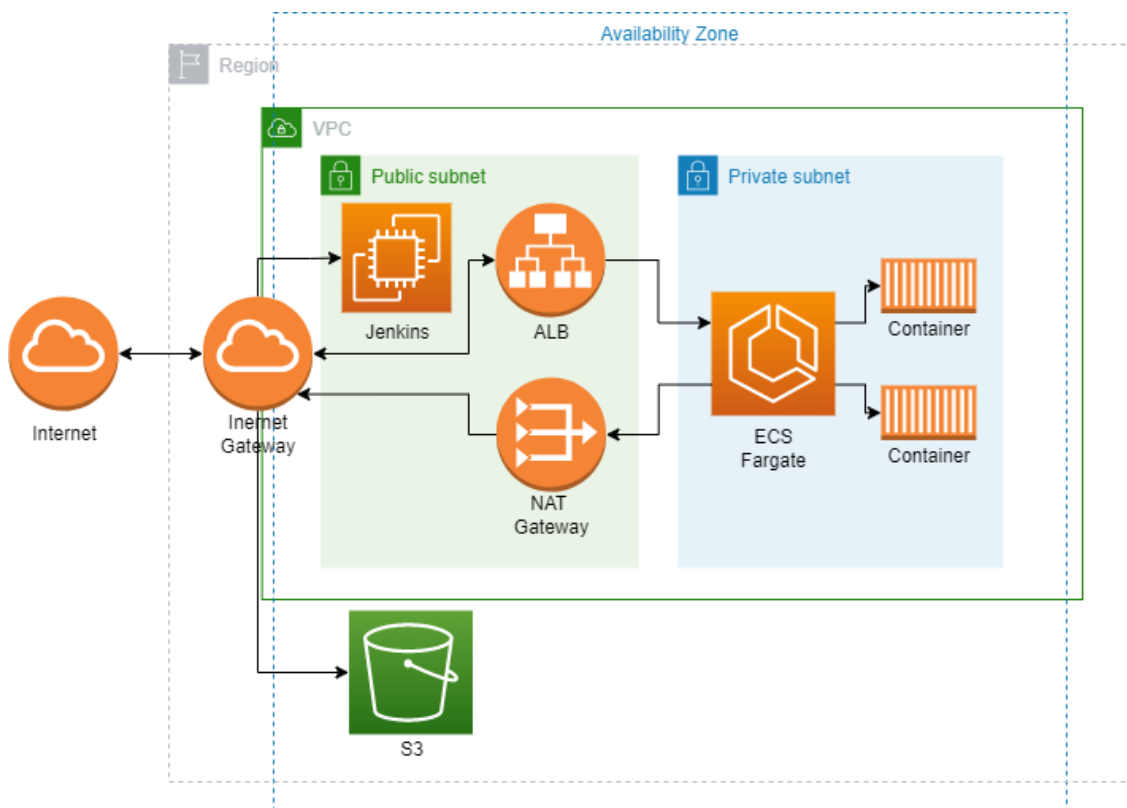 Availability Zone
Region
VPC
Public subnet
Private subnet
Jenkins
ALB
Container
Internet
Inernet
Gateway
ECS
Fargate
Container
NAT
Gateway
S3